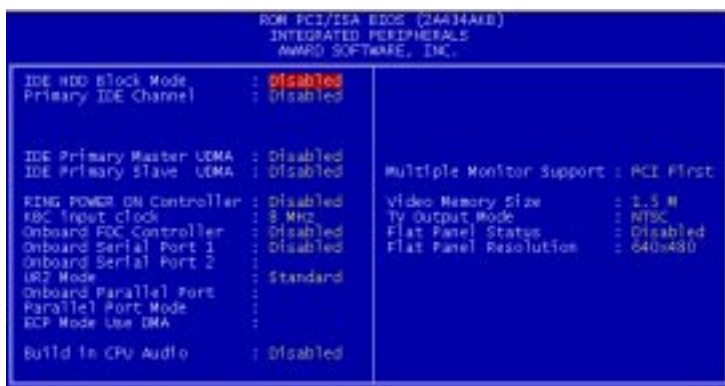 ROM PCI/ISA BIOS (2A434AKB)
INTEGRATED PERIPHERALS
AWARD SOFTWARE, INC.
IDE HDD Block Mode : Disabled
Primary IDE Channel : Disabled
IDE Primary Master UDMA : Disabled
IDE Primary Slave UDMA : Disabled
RING POWER ON Controller : Disabled
KBC input clock : 8 MHz
Onboard FDC Controller : Disabled
Onboard Serial Port 1 : Disabled
Onboard Serial Port 2 :
UR2 Mode : Standard
Onboard Parallel Port :
Parallel Port Mode :
ECP Mode Use DMA :
Build in CPU Audio : Disabled
Multiple Monitor Support : PCI First
Video Memory Size : 1.5 M
TV Output Mode : NTSC
Flat Panel Status : Disabled
Flat Panel Resolution : 640x480